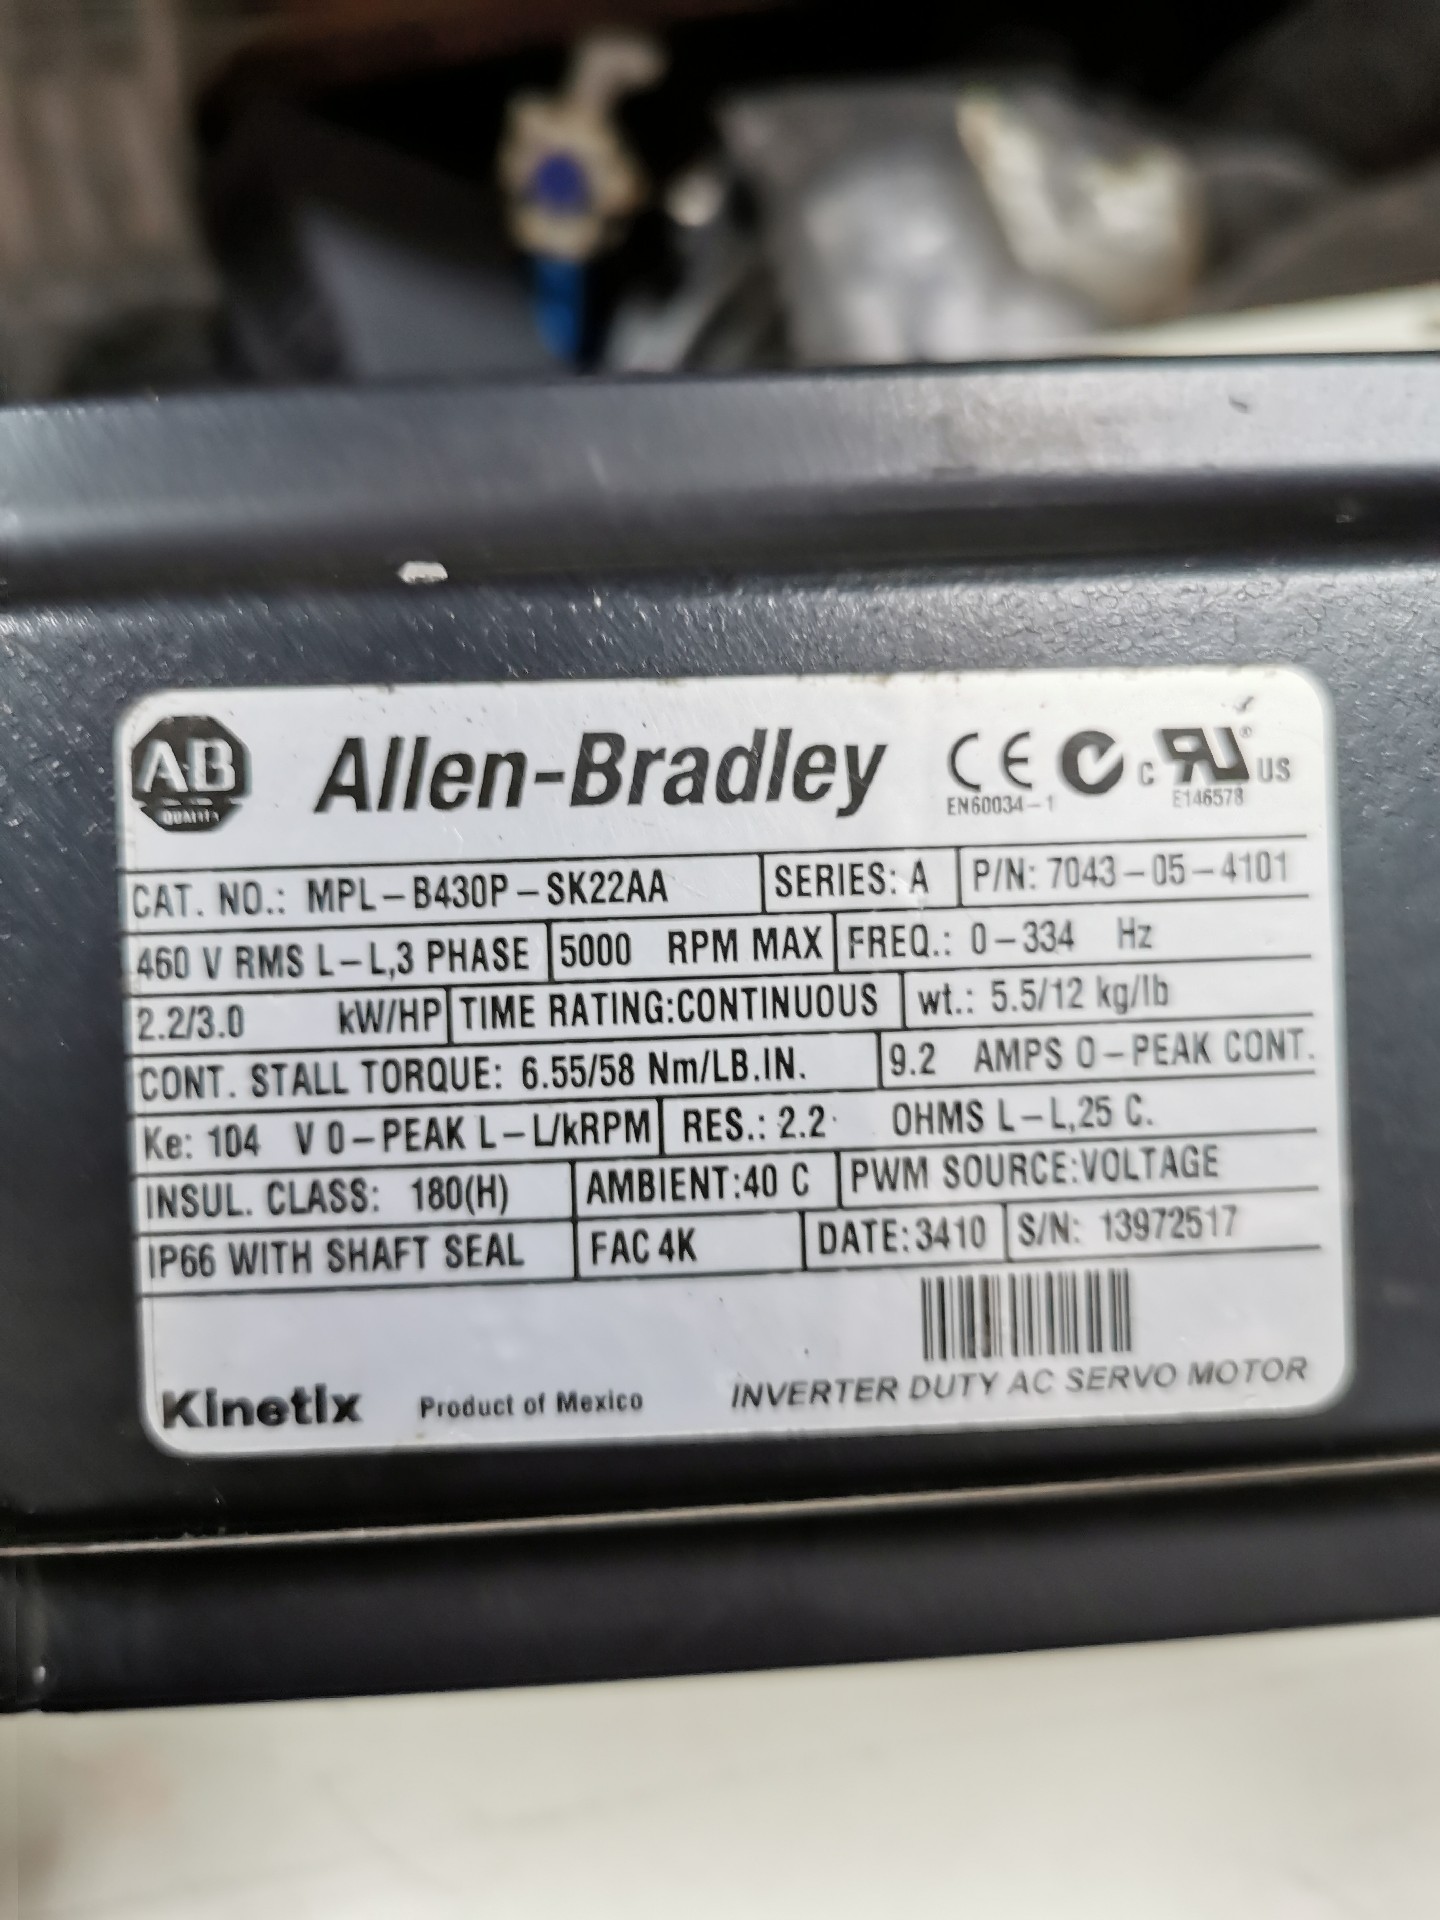 AB QUALITY Allen-Bradley CE EN60034-1 c RU ® US E146578
CAT. NO.: MPL-B430P-SK22AA SERIES: A P/N: 7043-05-4101
460 V RMS L-L,3 PHASE 5000 RPM MAX FREQ.: 0-334 Hz
2.2/3.0 kW/HP TIME RATING:CONTINUOUS wt.: 5.5/12 kg/lb
CONT. STALL TORQUE: 6.55/58 Nm/LB.IN. 9.2 AMPS 0-PEAK CONT.
Ke: 104 V 0-PEAK L-L/kRPM RES.: 2.2 OHMS L-L,25 C.
INSUL. CLASS: 180(H) AMBIENT:40 C PWM SOURCE:VOLTAGE
IP66 WITH SHAFT SEAL FAC 4K DATE:3410 S/N: 13972517
Kinetix Product of Mexico INVERTER DUTY AC SERVO MOTOR